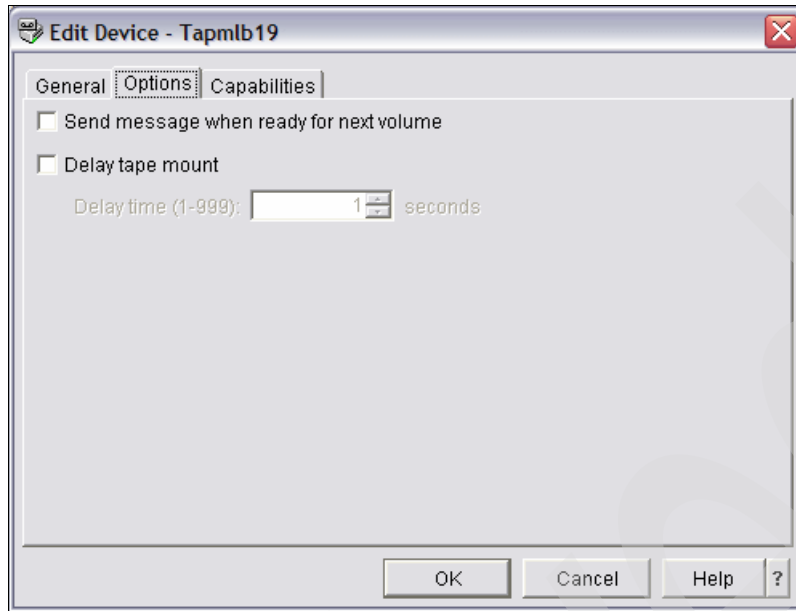 Edit Device - Tapmlb19
General Options Capabilities
Send message when ready for next volume
Delay tape mount
Delay time (1-999): 1 seconds
OK Cancel Help ?